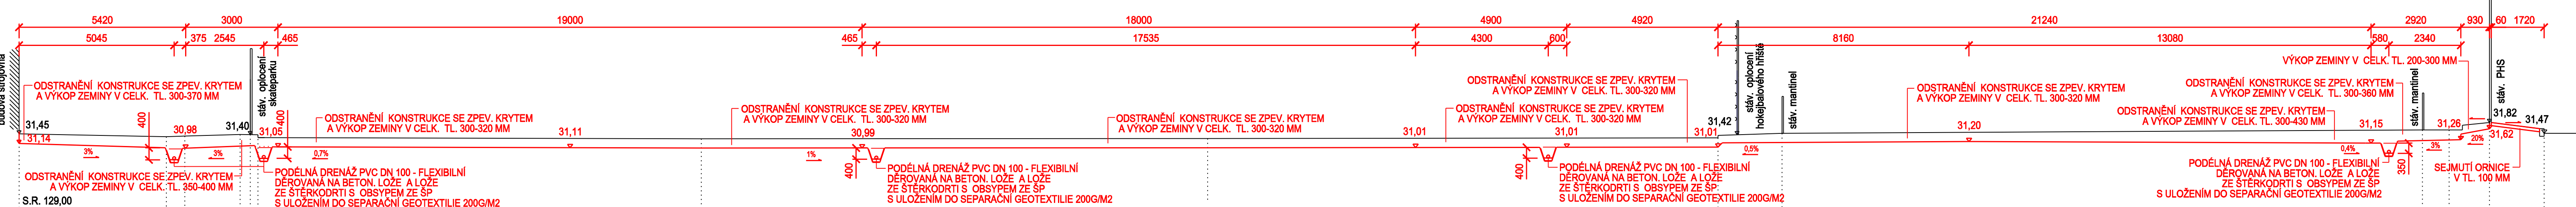 5420 3000 19000 18000 4900 4920 21240 2920 930 60 1720
5045 375 2545 465 465 17535 4300 600 8160 13080 580 2340
budova strojovna
ODSTRANĚNÍ KONSTRUKCE SE ZPEV. KRYTEM
A VÝKOP ZEMINY V CELK. TL. 300-370 MM
stáv. oplocení
skateparku
400
400
31,45
31,14
30,98
31,40
31,05
3%
3%
0,7%
ODSTRANĚNÍ KONSTRUKCE SE ZPEV. KRYTEM
A VÝKOP ZEMINY V CELK. TL. 350-400 MM
S.R. 129,00
ODSTRANĚNÍ KONSTRUKCE SE ZPEV. KRYTEM
A VÝKOP ZEMINY V CELK. TL. 300-320 MM
PODÉLNÁ DRENÁŽ PVC DN 100 - FLEXIBILNÍ
DĚROVANÁ NA BETON. LOŽE A LOŽE
ZE ŠTĚRKODRTI S OBSYPEM ZE ŠP
S ULOŽENÍM DO SEPARAČNÍ GEOTEXTILIE 200G/M2
31,11
ODSTRANĚNÍ KONSTRUKCE SE ZPEV. KRYTEM
A VÝKOP ZEMINY V CELK. TL. 300-320 MM
1%
30,99
400
PODÉLNÁ DRENÁŽ PVC DN 100 - FLEXIBILNÍ
DĚROVANÁ NA BETON. LOŽE A LOŽE
ZE ŠTĚRKODRTI S OBSYPEM ZE ŠP
S ULOŽENÍM DO SEPARAČNÍ GEOTEXTILIE 200G/M2
ODSTRANĚNÍ KONSTRUKCE SE ZPEV. KRYTEM
A VÝKOP ZEMINY V CELK. TL. 300-320 MM
31,01
ODSTRANĚNÍ KONSTRUKCE SE ZPEV. KRYTEM
A VÝKOP ZEMINY V CELK. TL. 300-320 MM
ODSTRANĚNÍ KONSTRUKCE SE ZPEV. KRYTEM
A VÝKOP ZEMINY V CELK. TL. 300-320 MM
31,01
400
PODÉLNÁ DRENÁŽ PVC DN 100 - FLEXIBILNÍ
DĚROVANÁ NA BETON. LOŽE A LOŽE
ZE ŠTĚRKODRTI S OBSYPEM ZE ŠP
S ULOŽENÍM DO SEPARAČNÍ GEOTEXTILIE 200G/M2
31,42
31,01
stáv. oplocení
hokejbalového hřiště
stáv. mantinel
0,5%
ODSTRANĚNÍ KONSTRUKCE SE ZPEV. KRYTEM
A VÝKOP ZEMINY V CELK. TL. 300-320 MM
31,20
VÝKOP ZEMINY V CELK. TL. 200-300 MM
ODSTRANĚNÍ KONSTRUKCE SE ZPEV. KRYTEM
A VÝKOP ZEMINY V CELK. TL. 300-360 MM
ODSTRANĚNÍ KONSTRUKCE SE ZPEV. KRYTEM
A VÝKOP ZEMINY V CELK. TL. 300-430 MM
stáv. mantinel
stáv. PHS
31,15
31,26
31,82
31,62
31,47
0,4%
3%
20%
350
PODÉLNÁ DRENÁŽ PVC DN 100 - FLEXIBILNÍ
DĚROVANÁ NA BETON. LOŽE A LOŽE
ZE ŠTĚRKODRTI S OBSYPEM ZE ŠP
S ULOŽENÍM DO SEPARAČNÍ GEOTEXTILIE 200G/M2
SEJMUTÍ ORNICE
V TL. 100 MM